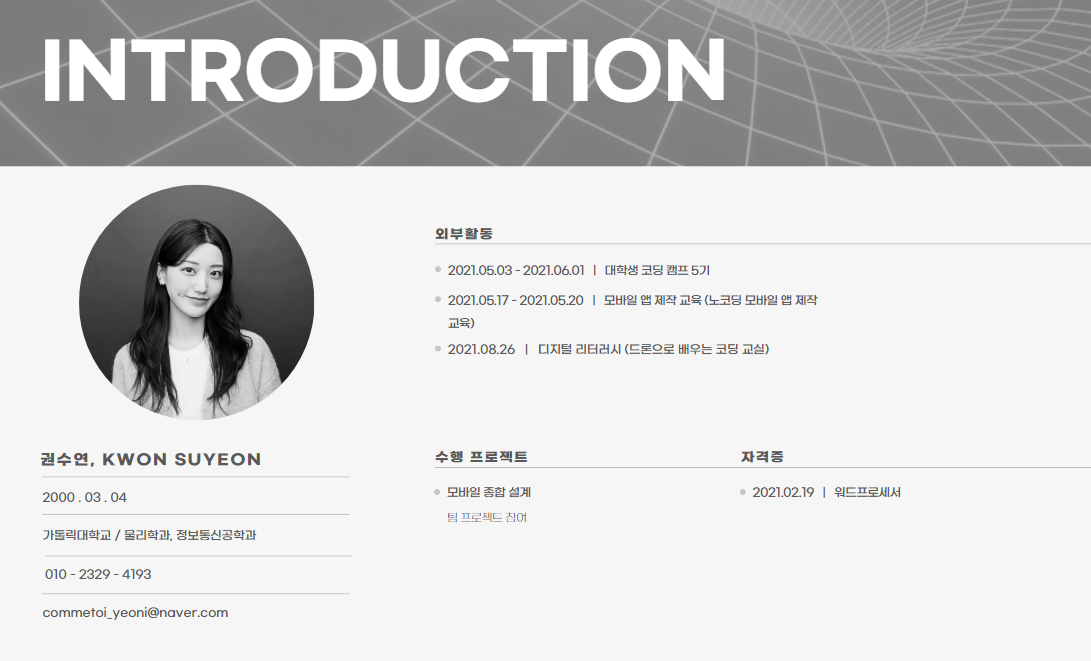 INTRODUCTION
권수연, KWON SUYEON
2000 . 03 . 04
가톨릭대학교 / 물리학과, 정보통신공학과
010 - 2329 - 4193
commetoi_yeoni@naver.com
외부활동
2021.05.03 - 2021.06.01 | 대학생 코딩 캠프 5기
2021.05.17 - 2021.05.20 | 모바일 앱 제작 교육 (노코딩 모바일 앱 제작
교육)
2021.08.26 | 디지털 리터러시 (드론으로 배우는 코딩 교실)
수행 프로젝트
모바일 종합 설계
팀 프로젝트 참여
자격증
2021.02.19 | 워드프로세서